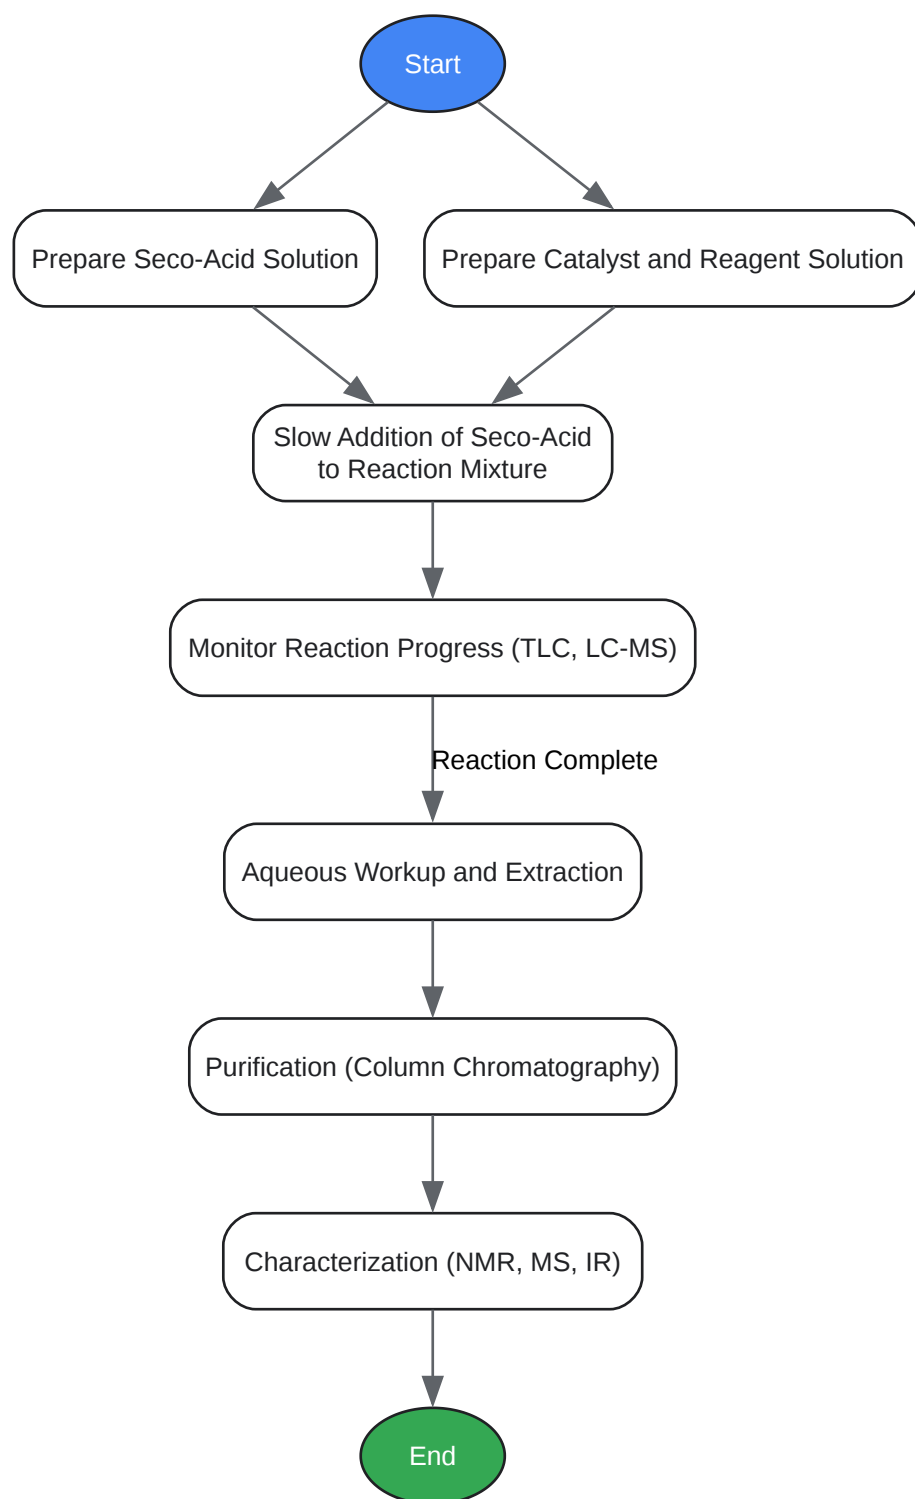 Start
Prepare Seco-Acid Solution
Prepare Catalyst and Reagent Solution
Slow Addition of Seco-Acid
to Reaction Mixture
Monitor Reaction Progress (TLC, LC-MS)
Reaction Complete
Aqueous Workup and Extraction
Purification (Column Chromatography)
Characterization (NMR, MS, IR)
End